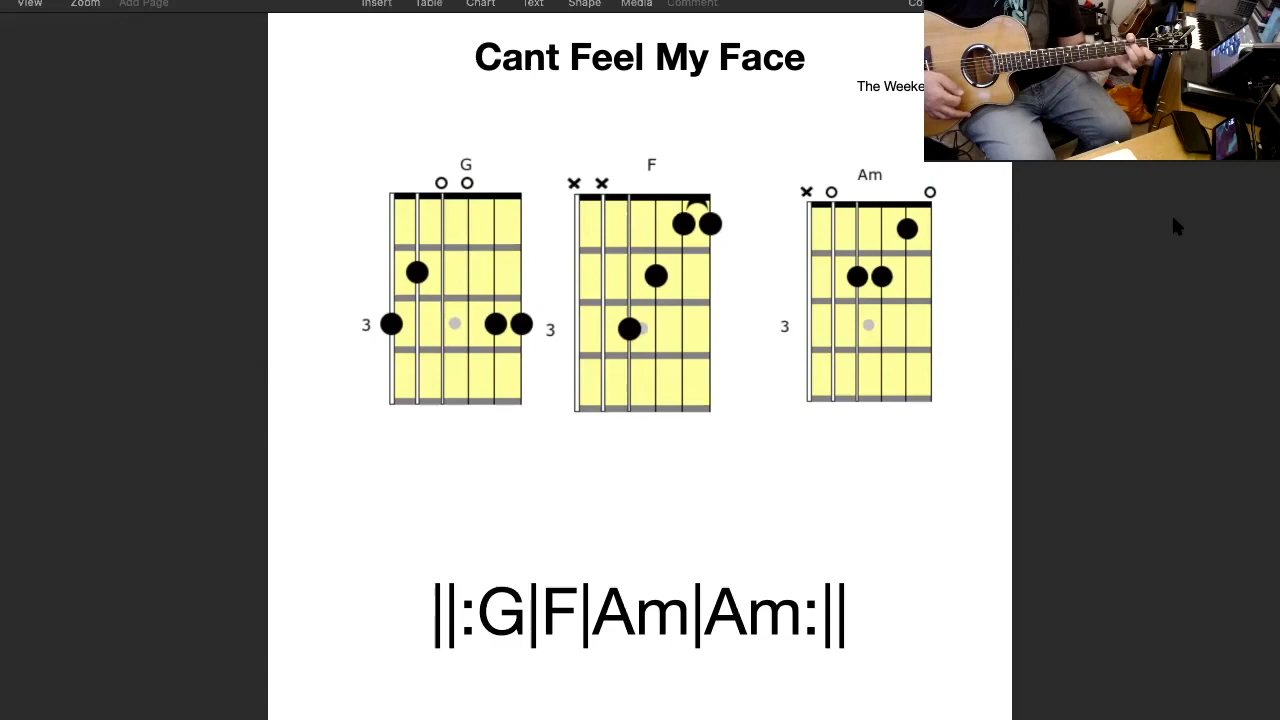 View Zoom Add Page Insert Table Chart Text Shape Media Comment Co
Cant Feel My Face
The Weeke
G F Am
3 3 3
||:G|F|Am|Am:||